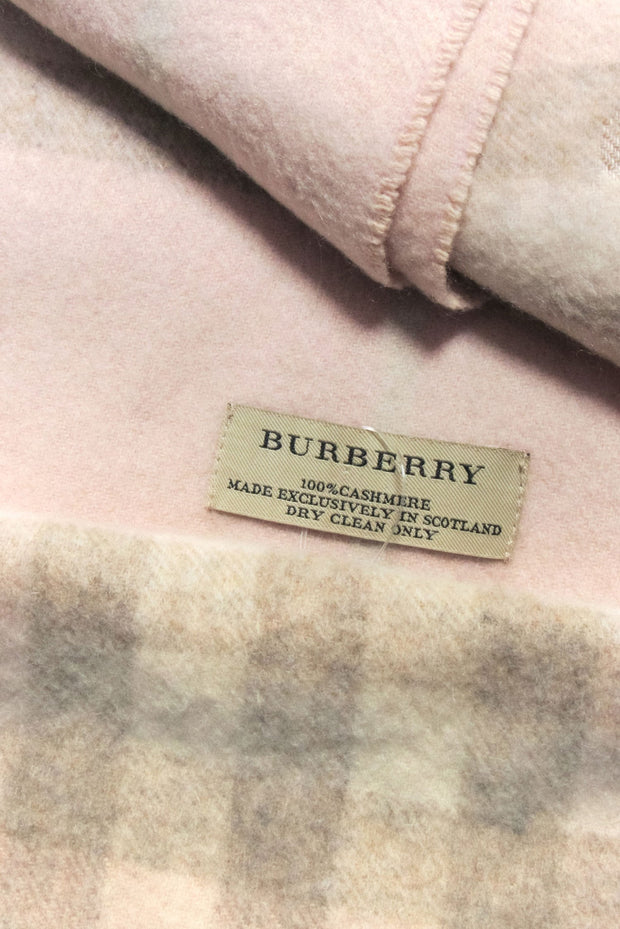 BURBERRY
100%CASHMERE
MADE EXCLUSIVELY IN SCOTLAND
DRY CLEAN ONLY